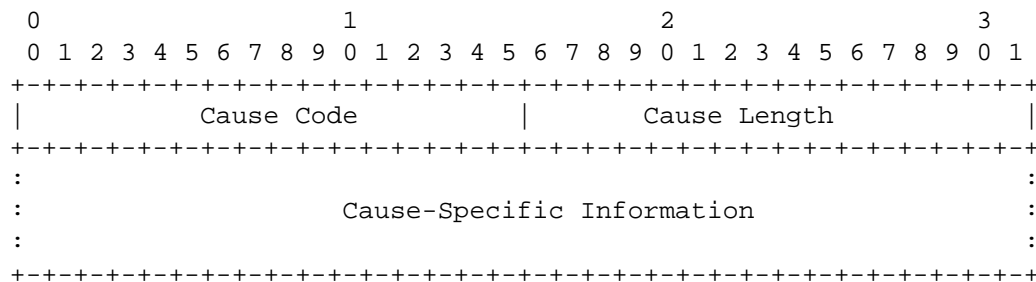 0                   1                   2                   3
0 1 2 3 4 5 6 7 8 9 0 1 2 3 4 5 6 7 8 9 0 1 2 3 4 5 6 7 8 9 0 1
+-+-+-+-+-+-+-+-+-+-+-+-+-+-+-+-+-+-+-+-+-+-+-+-+-+-+-+-+-+-+-+-+
|           Cause Code          |       Cause Length            |
+-+-+-+-+-+-+-+-+-+-+-+-+-+-+-+-+-+-+-+-+-+-+-+-+-+-+-+-+-+-+-+-+
:                                                               :
:                    Cause-Specific Information                 :
:                                                               :
+-+-+-+-+-+-+-+-+-+-+-+-+-+-+-+-+-+-+-+-+-+-+-+-+-+-+-+-+-+-+-+-+